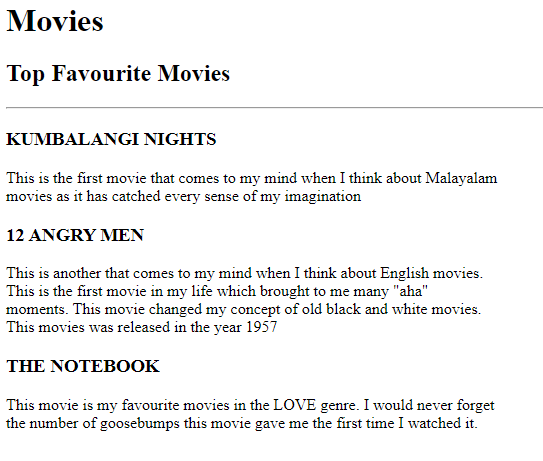 Movies
Top Favourite Movies
KUMBALANGI NIGHTS
This is the first movie that comes to my mind when I think about Malayalam
movies as it has catched every sense of my imagination
12 ANGRY MEN
This is another that comes to my mind when I think about English movies.
This is the first movie in my life which brought to me many "aha"
moments. This movie changed my concept of old black and white movies.
This movies was released in the year 1957
THE NOTEBOOK
This movie is my favourite movies in the LOVE genre. I would never forget
the number of goosebumps this movie gave me the first time I watched it.